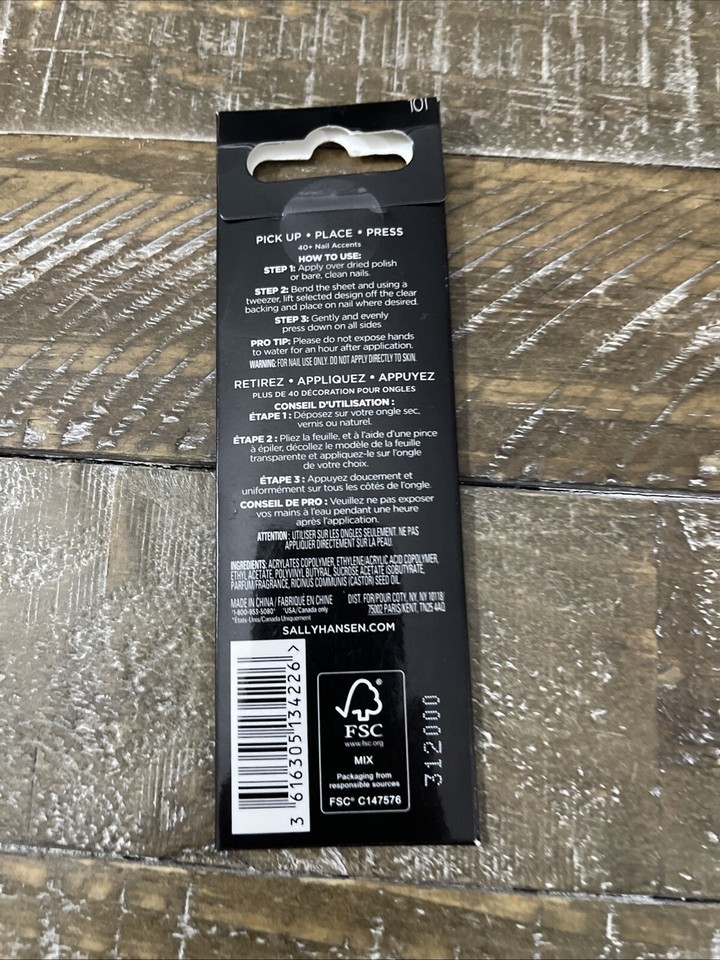 101
PICK UP • PLACE • PRESS
40+ Nail Accents
HOW TO USE:
STEP 1: Apply over dried polish
or bare, clean nails.
STEP 2: Bend the sheet and using a
tweezer, lift selected design off the clear
backing and place on nail where desired.
STEP 3: Gently and evenly
press down on all sides
PRO TIP: Please do not expose hands
to water for an hour after application.
WARNING: FOR NAIL USE ONLY. DO NOT APPLY DIRECTLY TO SKIN.
RETIREZ • APPLIQUEZ • APPUYEZ
PLUS DE 40 DÉCORATION POUR ONGLES
CONSEIL D'UTILISATION :
ÉTAPE 1 : Déposez sur votre ongle sec,
vernis ou naturel.
ÉTAPE 2 : Pliez la feuille, et à l'aide d'une pince
à épiler, décollez le modèle de la feuille
transparente et appliquez-le sur l'ongle
de votre choix.
ÉTAPE 3 : Appuyez doucement et
uniformément sur tous les côtés de l'ongle.
CONSEIL DE PRO : Veuillez ne pas exposer
vos mains à l'eau pendant une heure
après l'application.
ATTENTION : UTILISER SUR LES ONGLES SEULEMENT. NE PAS
APPLIQUER DIRECTEMENT SUR LA PEAU.
INGREDIENTS: ACRYLATES COPOLYMER, ETHYLENE/ACRYLIC ACID COPOLYMER,
ETHYL ACETATE, POLYVINYL BUTYRAL, SUCROSE ACETATE ISOBUTYRATE,
PARFUM/FRAGRANCE, RICINUS COMMUNIS (CASTOR) SEED OIL
MADE IN CHINA / FABRIQUÉ EN CHINE
*1-800-953-5080* *USA/Canada only
*États-Unis/Canada Uniquement
DIST. FOR/POUR COTY, NY, NY 10118/
75002 PARIS/KENT, TN25 4AQ
SALLYHANSEN.COM
3 616305 134226 >
FSC®
www.fsc.org
MIX
Packaging from
responsible sources
FSC® C147576
312000